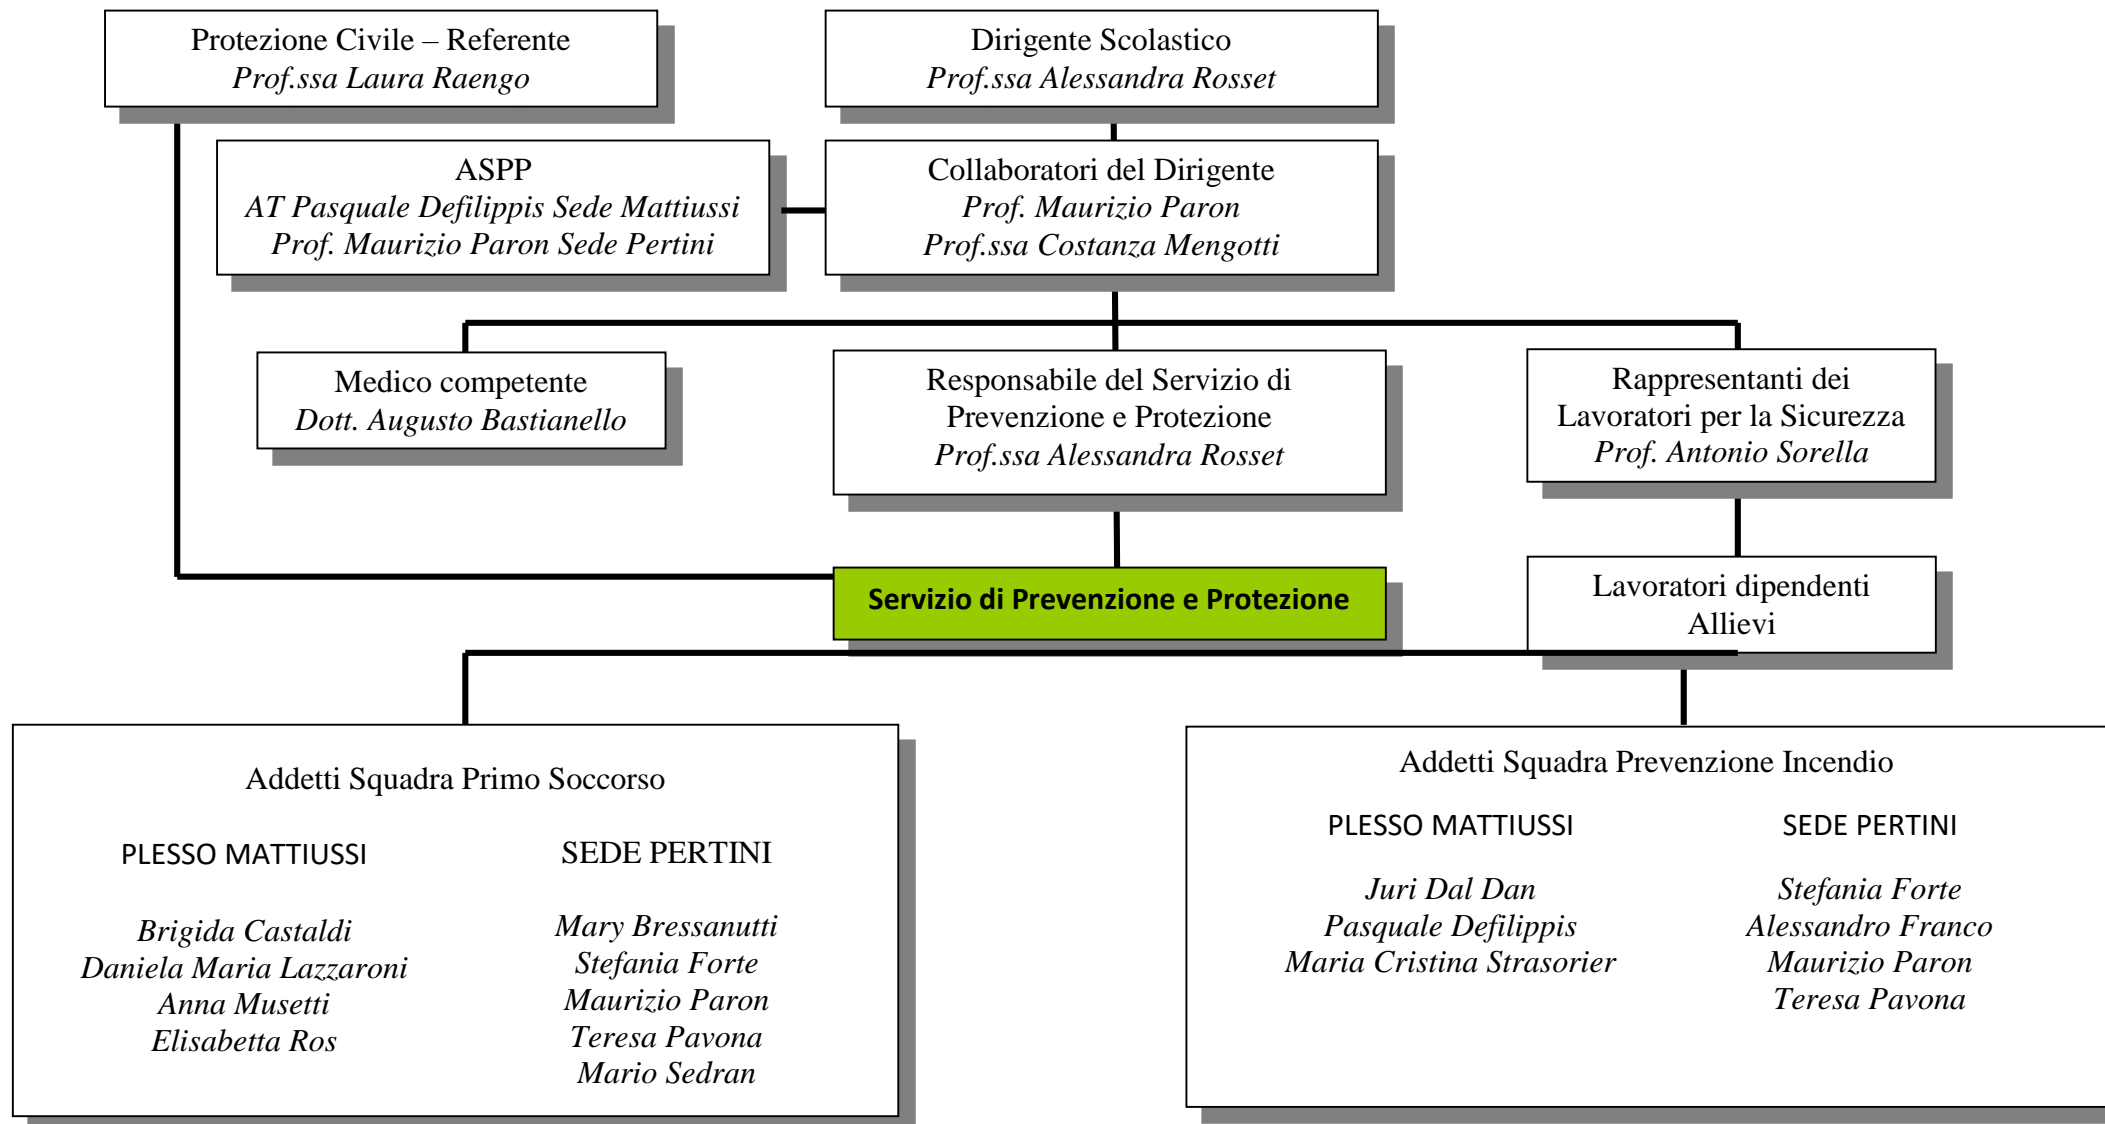 Protezione Civile – Referente
Prof.ssa Laura Raengo
Dirigente Scolastico
Prof.ssa Alessandra Rosset
ASPP
AT Pasquale Defilippis Sede Mattiussi
Prof. Maurizio Paron Sede Pertini
Collaboratori del Dirigente
Prof. Maurizio Paron
Prof.ssa Costanza Mengotti
Medico competente
Dott. Augusto Bastianello
Responsabile del Servizio di
Prevenzione e Protezione
Prof.ssa Alessandra Rosset
Rappresentanti dei
Lavoratori per la Sicurezza
Prof. Antonio Sorella
Servizio di Prevenzione e Protezione
Lavoratori dipendenti
Allievi
Addetti Squadra Primo Soccorso
PLESSO MATTIUSSI
Brigida Castaldi
Daniela Maria Lazzaroni
Anna Musetti
Elisabetta Ros
SEDE PERTINI
Mary Bressanutti
Stefania Forte
Maurizio Paron
Teresa Pavona
Mario Sedran
Addetti Squadra Prevenzione Incendio
PLESSO MATTIUSSI
Juri Dal Dan
Pasquale Defilippis
Maria Cristina Strasorier
SEDE PERTINI
Stefania Forte
Alessandro Franco
Maurizio Paron
Teresa Pavona